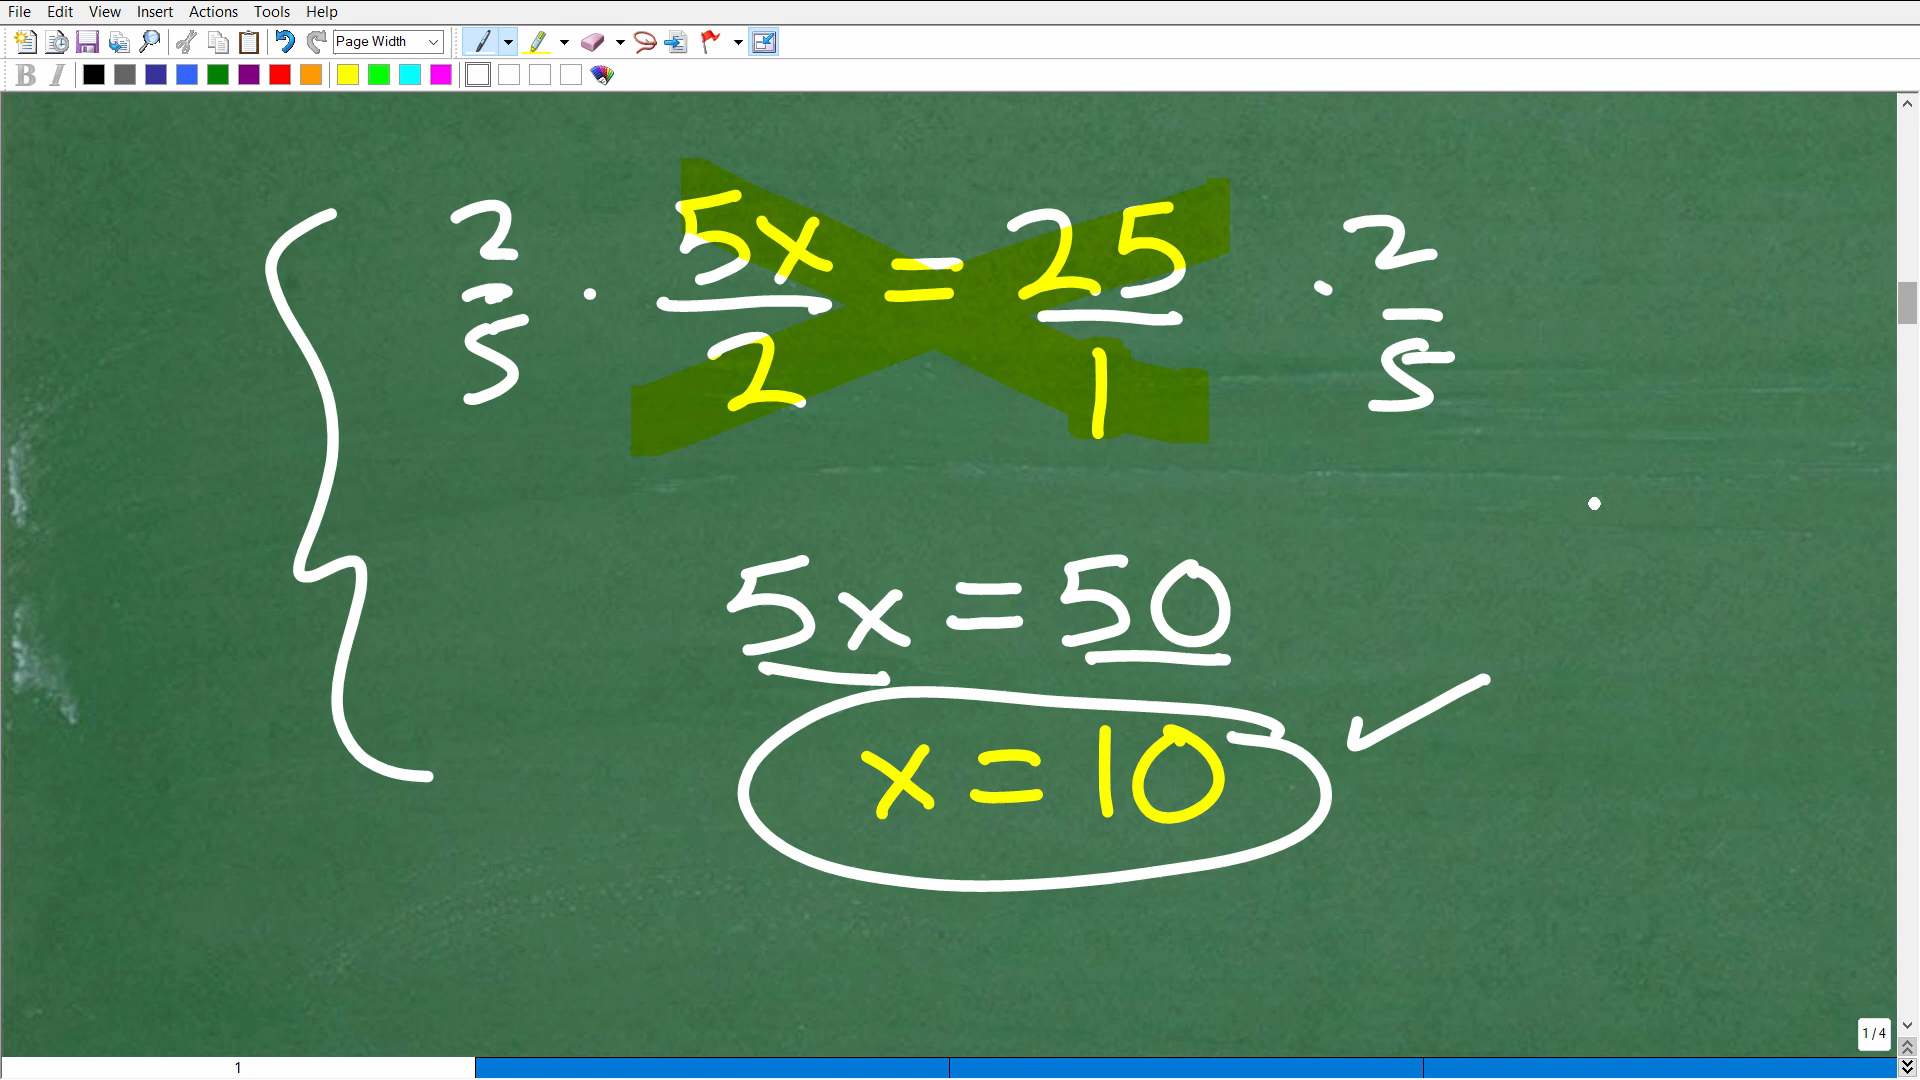 File Edit View Insert Actions Tools Help
Page Width
B I
2/5 · 5x/2 = 25/1 · 2/5
5x = 50
x = 10
1 / 4
1